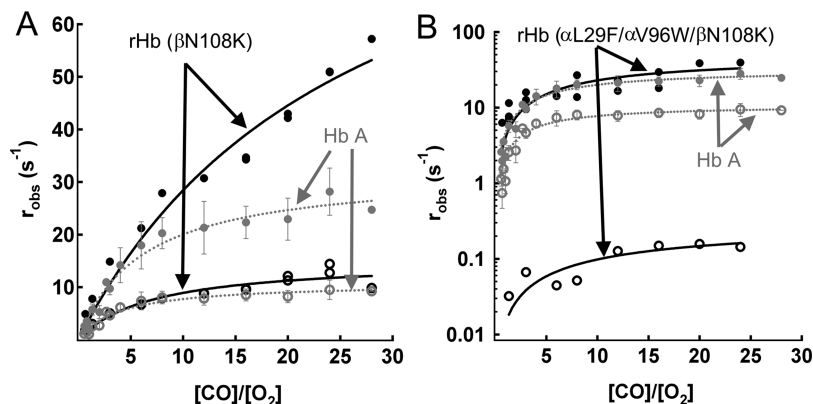 A
rHb (βN108K)
Hb A
r_obs (s⁻¹)
60
50
40
30
20
10
5
10
15
20
25
30
[CO]/[O₂]
B
rHb (αL29F/αV96W/βN108K)
Hb A
r_obs (s⁻¹)
100
10
1
0.1
0.01
5
10
15
20
25
30
[CO]/[O₂]